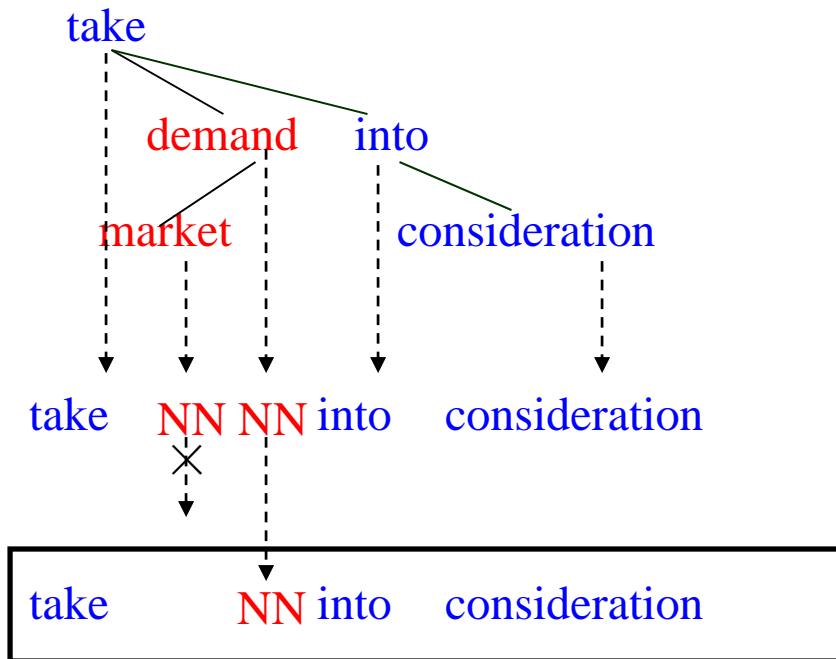 take
demand into
market consideration
take NN NN into consideration
take NN into consideration